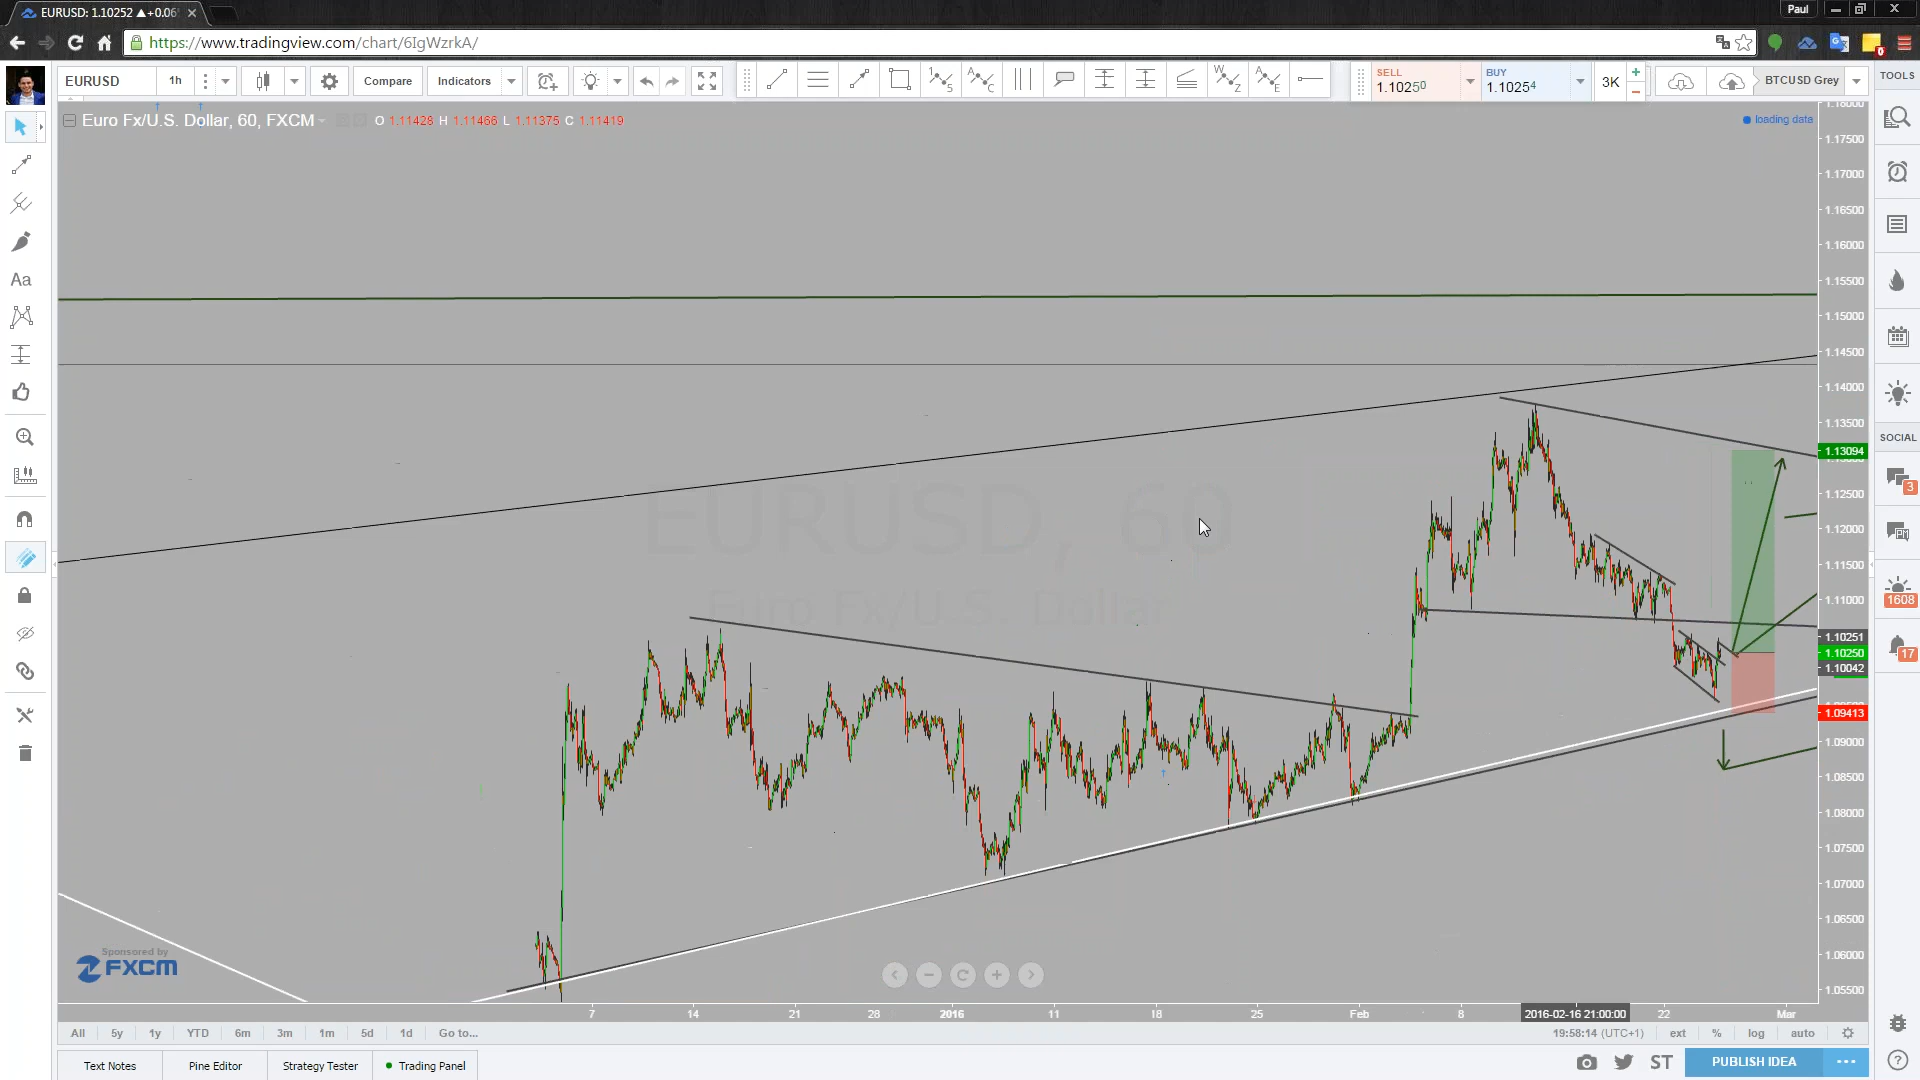 EURUSD: 1.10252 ▲+0.06
Paul
https://www.tradingview.com/chart/6IgWzrkA/
0
EURUSD
1h
Compare
Indicators
SELL
1.10250
BUY
1.10254
3K
BTCUSD Grey
TOOLS
Euro Fx/U.S. Dollar, 60, FXCM
O 1.11428 H 1.11466 L 1.11375 C 1.11419
loading data
1.18000
1.17500
1.17000
1.16500
1.16000
1.15500
1.15000
1.14500
1.14000
1.13500
1.13094
1.12500
1.12000
1.11500
1.11000
1.10251
1.10250
1.10042
1.09413
1.09000
1.08500
1.08000
1.07500
1.07000
1.06500
1.06000
1.05500
EURUSD, 60
Euro Fx/U.S. Dollar
SOCIAL
3
1608
17
Aa
Sponsored by
FXCM
7
14
21
28
2016
11
18
25
Feb
8
2016-02-16 21:00:00
22
Mar
All
5y
1y
YTD
6m
3m
1m
5d
1d
Go to...
19:58:14 (UTC+1)
ext
%
log
auto
Text Notes
Pine Editor
Strategy Tester
Trading Panel
ST
PUBLISH IDEA